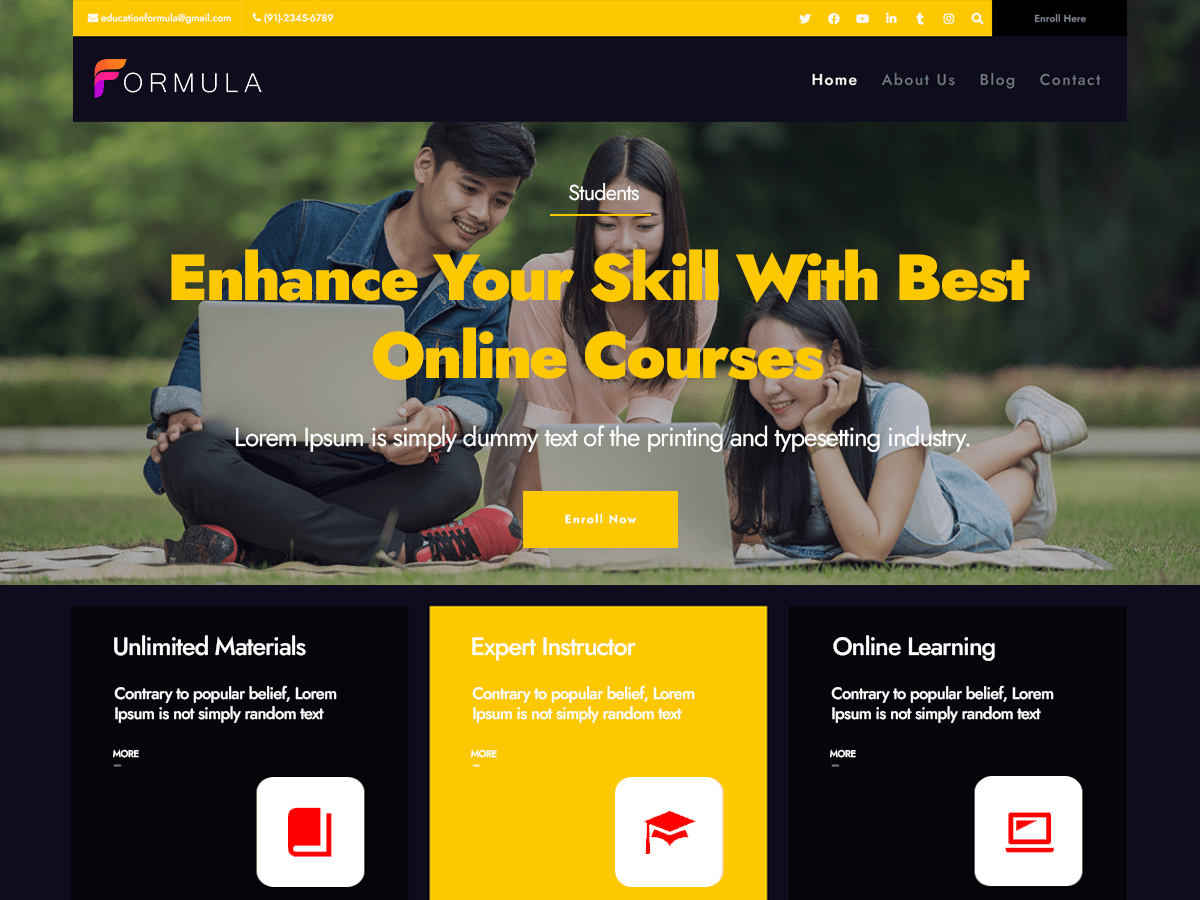 educationformula@gmail.com (91)-2345-6789 Enroll Here
FORMULA Home About Us Blog Contact
Students
Enhance Your Skill With Best
Online Courses
Lorem Ipsum is simply dummy text of the printing and typesetting industry.
Enroll Now
Unlimited Materials
Contrary to popular belief, Lorem
Ipsum is not simply random text
MORE
Expert Instructor
Contrary to popular belief, Lorem
Ipsum is not simply random text
MORE
Online Learning
Contrary to popular belief, Lorem
Ipsum is not simply random text
MORE